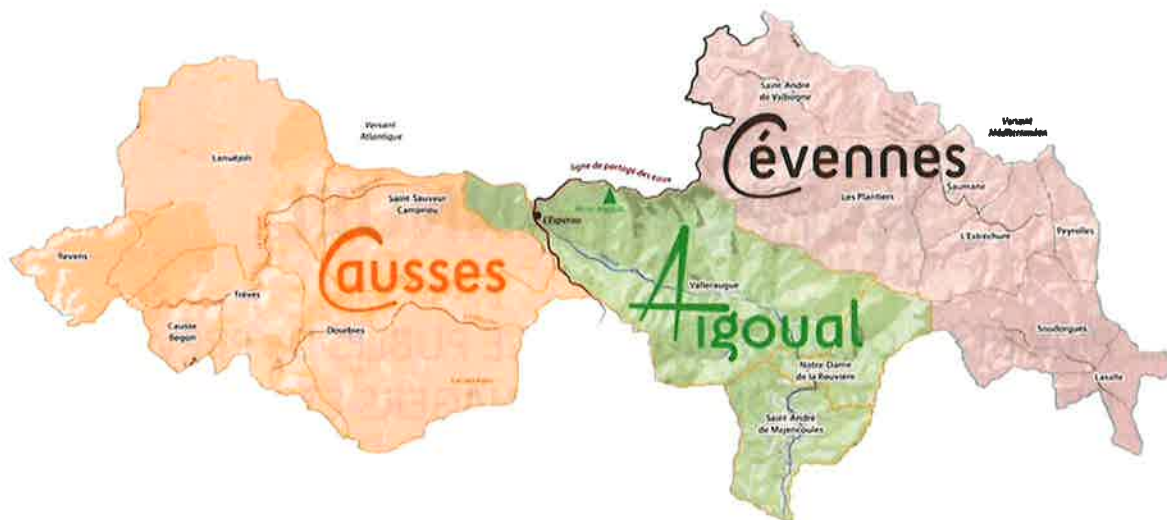 Saint André
de Valborgne
Versant
Atlantique
Versant
Méditerranéen
Cévennes
Lanuéjols
ligne de partage des eaux
Saumane
Saint Sauveur
Camprieu
Les Plantiers
L'Esperou
L'Estrechure
Peyrolles
Revens
Causses
Valleraugue
Trèves
Aigoual
Causse
Begon
Dourbies
Soudorgues
Notre Dame
de la Rouvière
Lasalle
Saint André
de Majencoules